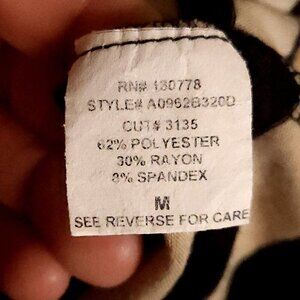 RN# 130778
STYLE# A0962B320D
CUT# 3135
62% POLYESTER
30% RAYON
8% SPANDEX
M
SEE REVERSE FOR CARE